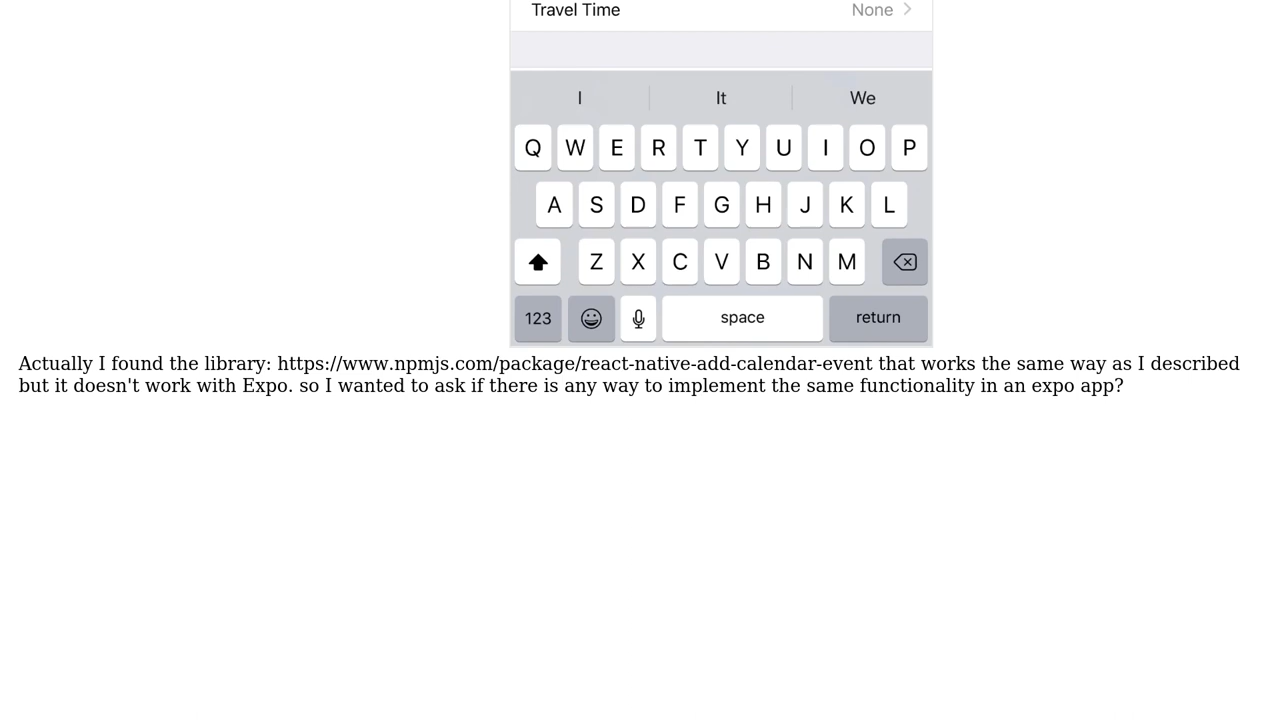 Travel Time None
I It We
Q W E R T Y U I O P
A S D F G H J K L
Z X C V B N M
123 space return
Actually I found the library: https://www.npmjs.com/package/react-native-add-calendar-event that works the same way as I described
but it doesn't work with Expo. so I wanted to ask if there is any way to implement the same functionality in an expo app?